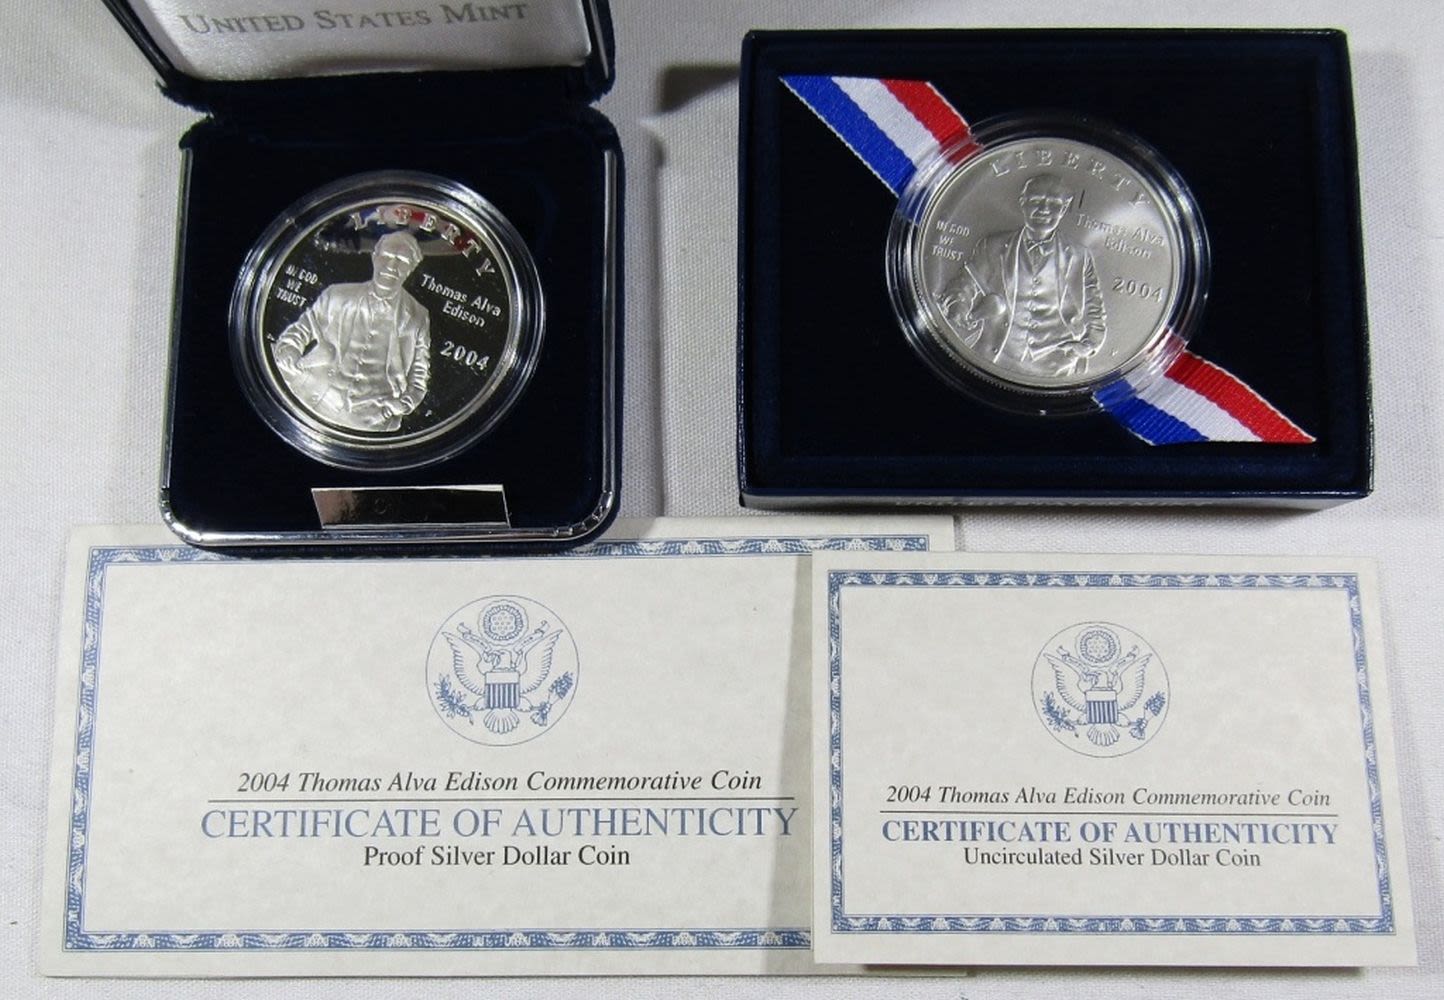 UNITED STATES MINT
LIBERTY
IN GOD
WE
TRUST
Thomas Alva
Edison
2004
P
LIBERTY
IN GOD
WE
TRUST
Thomas Alva
Edison
2004
P
2004 Thomas Alva Edison Commemorative Coin
CERTIFICATE OF AUTHENTICITY
Proof Silver Dollar Coin
2004 Thomas Alva Edison Commemorative Coin
CERTIFICATE OF AUTHENTICITY
Uncirculated Silver Dollar Coin